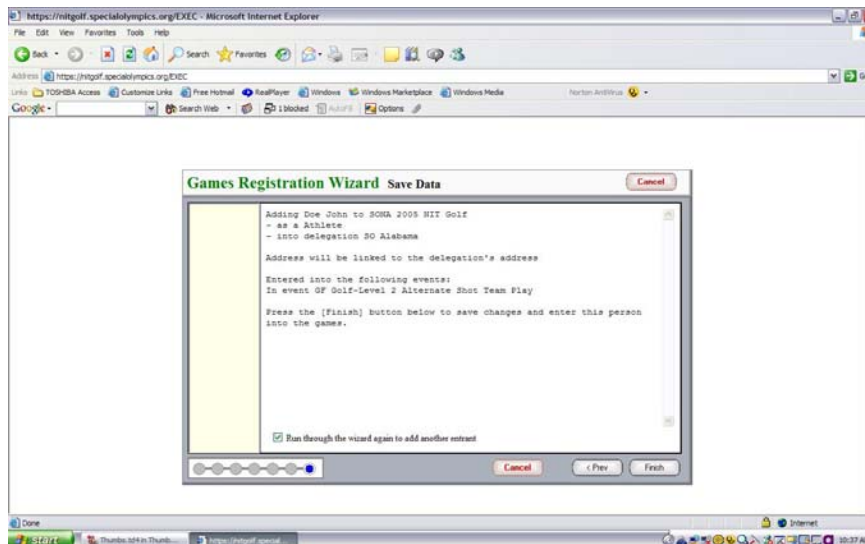 https://nitgolf.specialolympics.org/EXEC - Microsoft Internet Explorer
File Edit View Favorites Tools Help
Back Search Favorites
Address https://nitgolf.specialolympics.org/EXEC
Links TOSHIBA Access Customize Links Free Hotmail RealPlayer Windows Windows Marketplace Windows Media Norton AntiVirus
Google Search Web 1 blocked AutoFill Options
Games Registration Wizard Save Data
Cancel
Adding Doe John to SONA 2005 NIT Golf
- as a Athlete
- into delegation SO Alabama
Address will be linked to the delegation's address
Entered into the following events:
In event GF Golf-Level 2 Alternate Shot Team Play
Press the [Finish] button below to save changes and enter this person
into the games.
Run through the wizard again to add another entrant
Cancel < Prev Finish
Done Internet
start https://nitgolf.special... 10:37 A